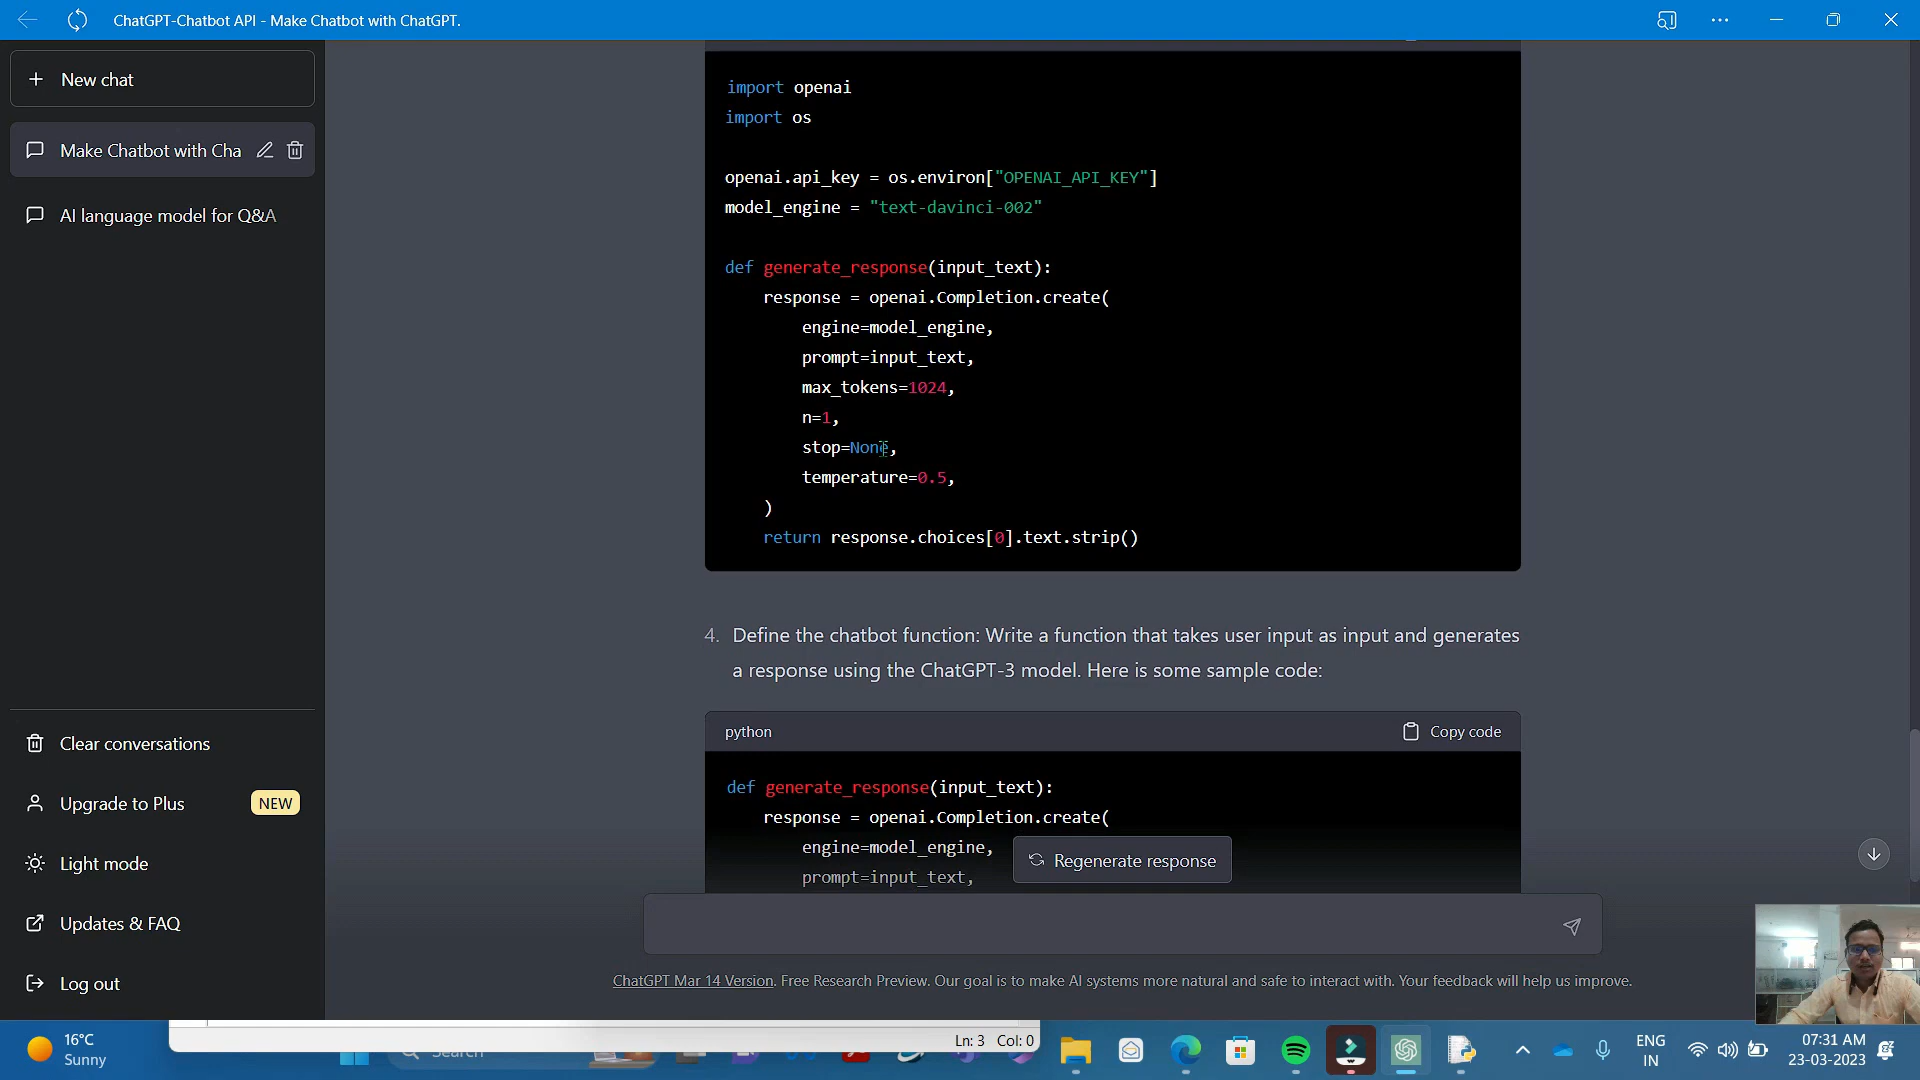 ChatGPT-Chatbot API - Make Chatbot with ChatGPT.
New chat
Make Chatbot with Cha
AI language model for Q&A
import openai
import os
openai.api_key = os.environ["OPENAI_API_KEY"]
model_engine = "text-davinci-002"
def generate_response(input_text):
response = openai.Completion.create(
engine=model_engine,
prompt=input_text,
max_tokens=1024,
n=1,
stop=None,
temperature=0.5,
)
return response.choices[0].text.strip()
4. Define the chatbot function: Write a function that takes user input as input and generates
a response using the ChatGPT-3 model. Here is some sample code:
python
Copy code
def generate_response(input_text):
response = openai.Completion.create(
engine=model_engine,
prompt=input_text,
Regenerate response
Clear conversations
Upgrade to Plus NEW
Light mode
Updates & FAQ
Log out
ChatGPT Mar 14 Version. Free Research Preview. Our goal is to make AI systems more natural and safe to interact with. Your feedback will help us improve.
Ln: 3 Col: 0
16°C
Sunny
Search
ENG
IN
07:31 AM
23-03-2023